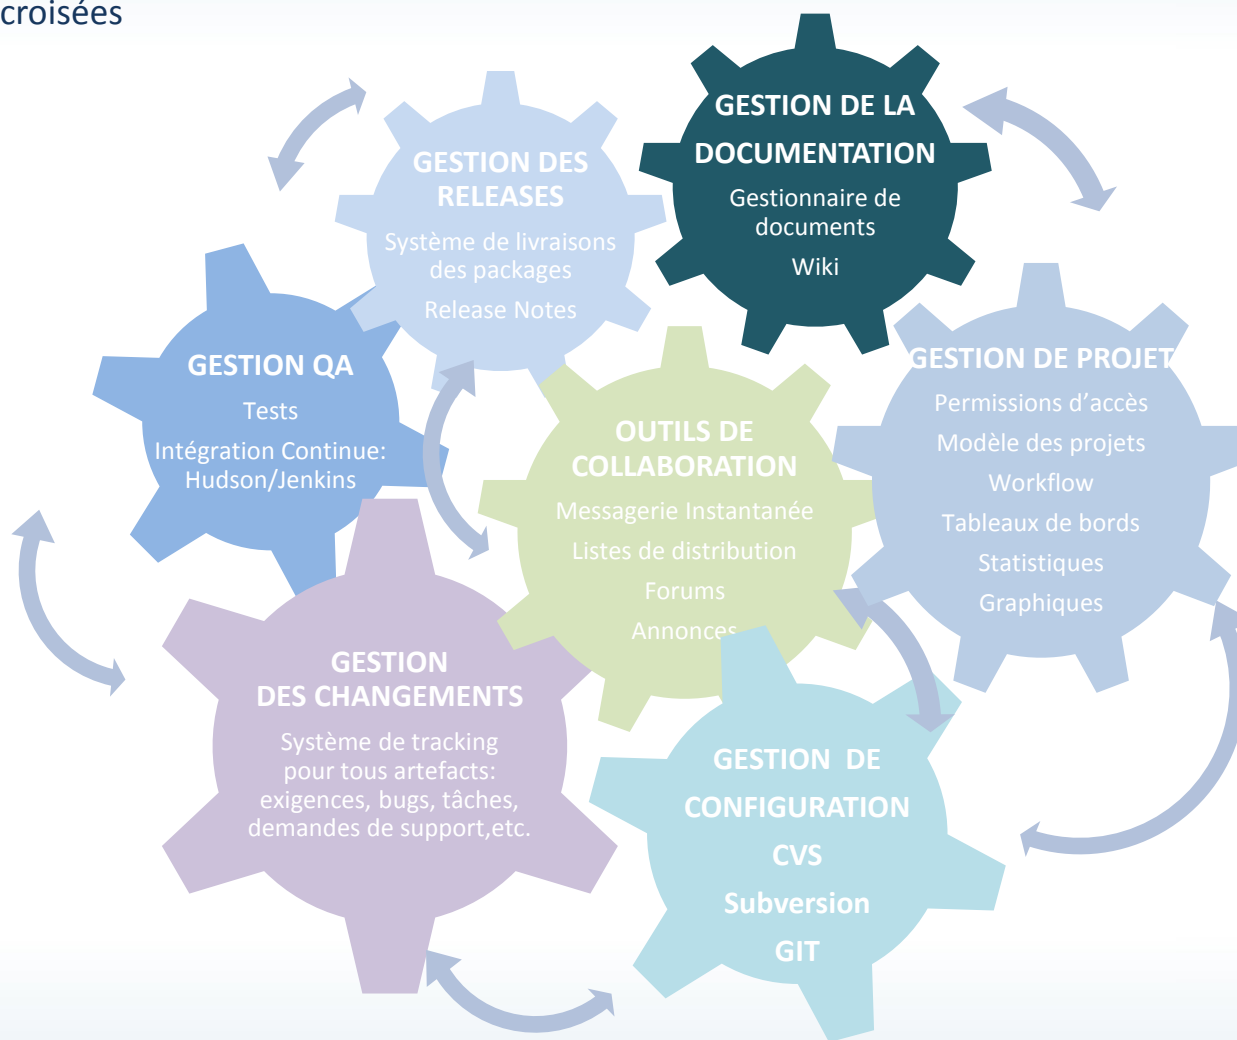 croisées
GESTION DE LA
DOCUMENTATION
Gestionnaire de
documents
Wiki
GESTION DES
RELEASES
Système de livraisons
des packages
Release Notes
GESTION QA
Tests
Intégration Continue:
Hudson/Jenkins
GESTION DE PROJET
Permissions d’accès
Modèle des projets
Workflow
Tableaux de bords
Statistiques
Graphiques
OUTILS DE
COLLABORATION
Messagerie Instantanée
Listes de distribution
Forums
Annonces
GESTION
DES CHANGEMENTS
Système de tracking
pour tous artefacts:
exigences, bugs, tâches,
demandes de support,etc.
GESTION DE
CONFIGURATION
CVS
Subversion
GIT